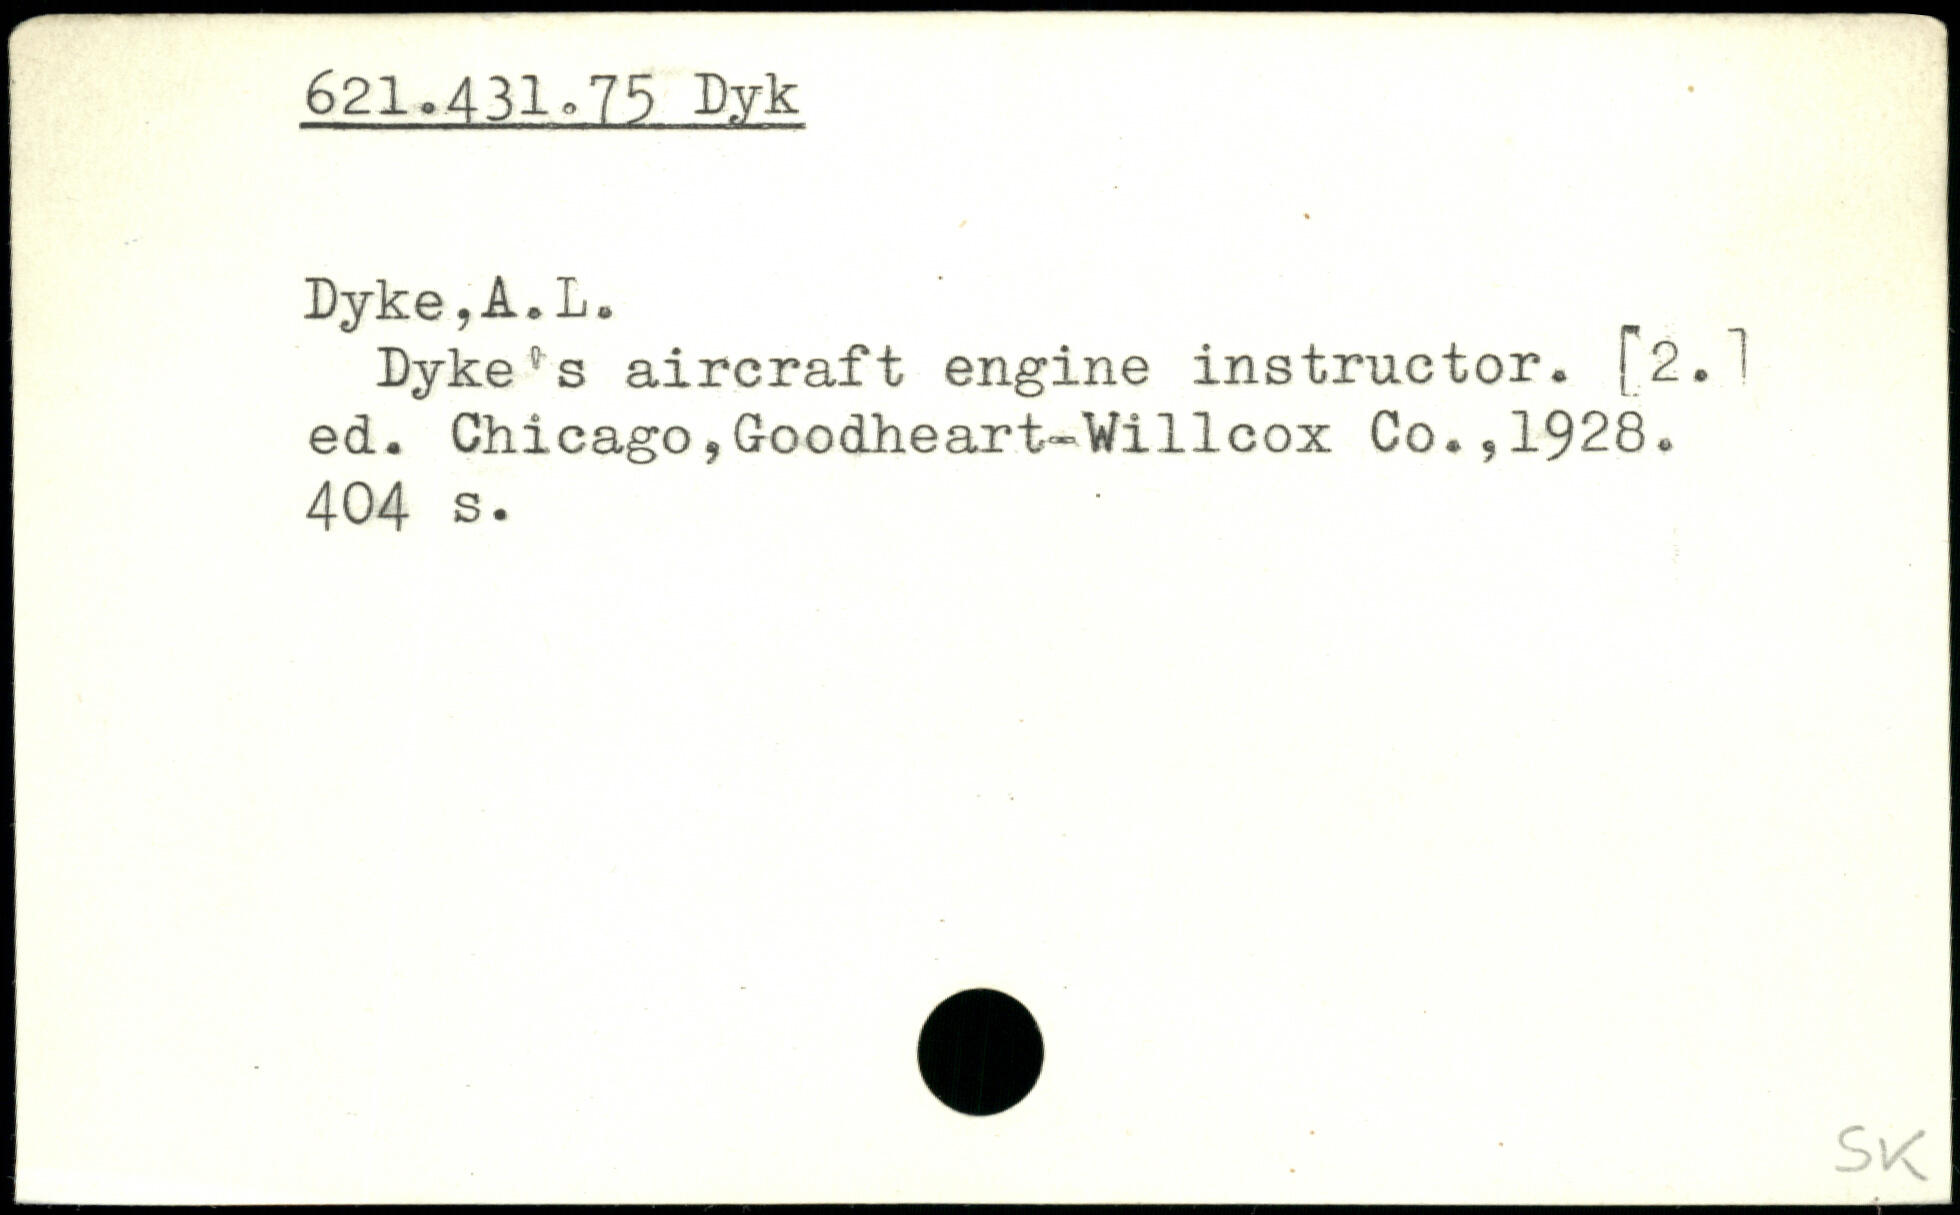 621.431.75 Dyk
Dyke,A.L.
Dyke's aircraft engine instructor. [2.]
ed. Chicago,Goodheart-Willcox Co.,1928.
404 s.
SK